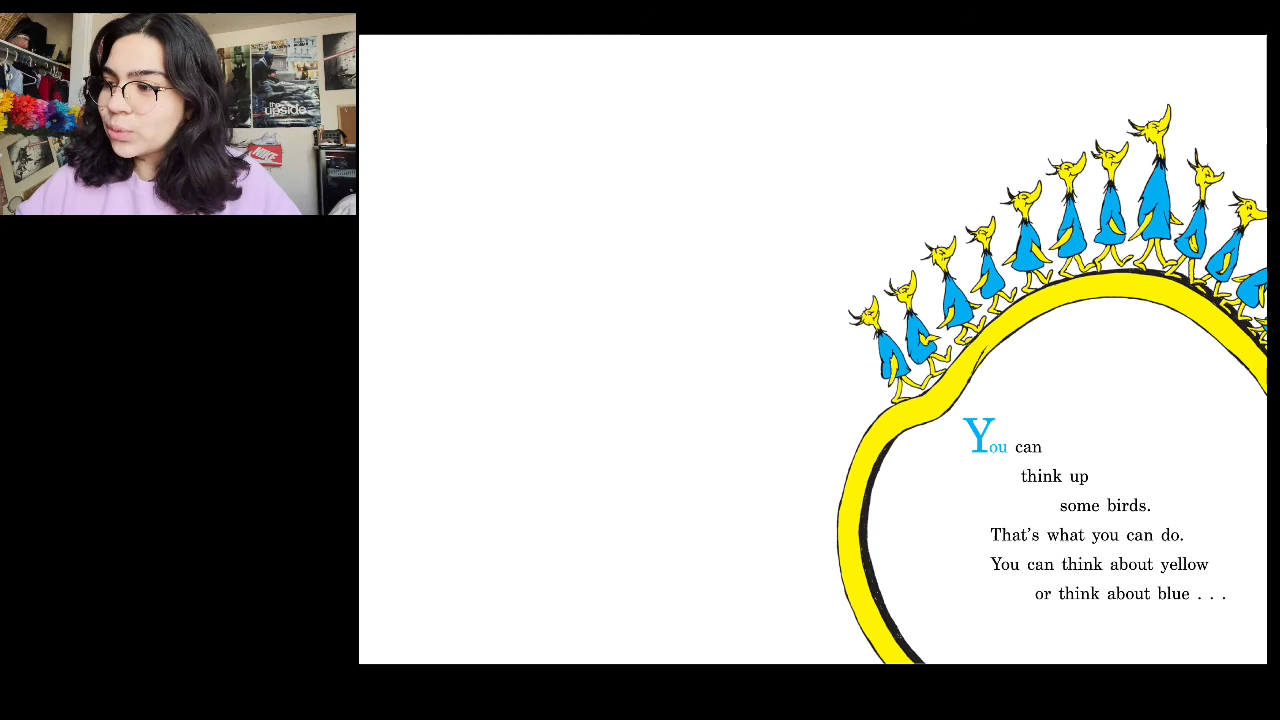 the
upside
NIKE
You can
think up
some birds.
That's what you can do.
You can think about yellow
or think about blue . . .